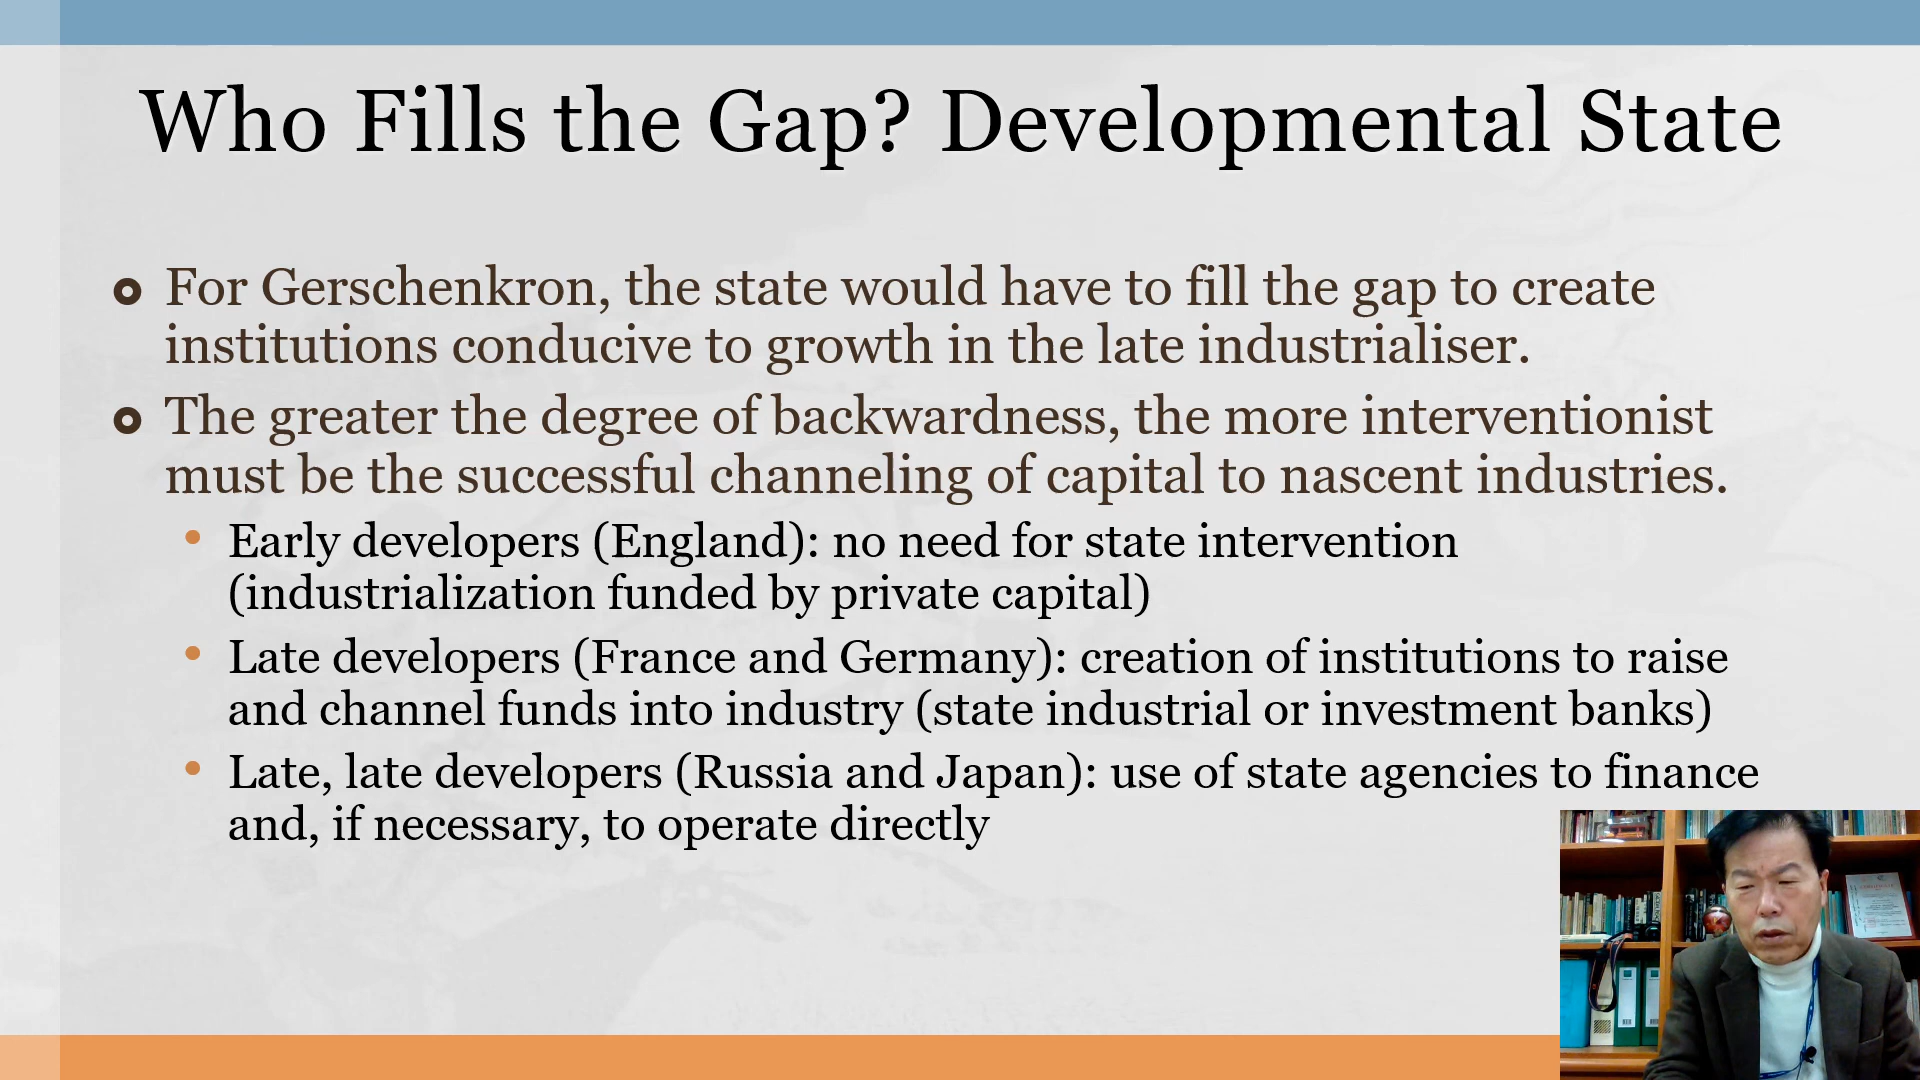 Who Fills the Gap? Developmental State
For Gerschenkron, the state would have to fill the gap to create
institutions conducive to growth in the late industrialiser.
The greater the degree of backwardness, the more interventionist
must be the successful channeling of capital to nascent industries.
Early developers (England): no need for state intervention
(industrialization funded by private capital)
Late developers (France and Germany): creation of institutions to raise
and channel funds into industry (state industrial or investment banks)
Late, late developers (Russia and Japan): use of state agencies to finance
and, if necessary, to operate directly